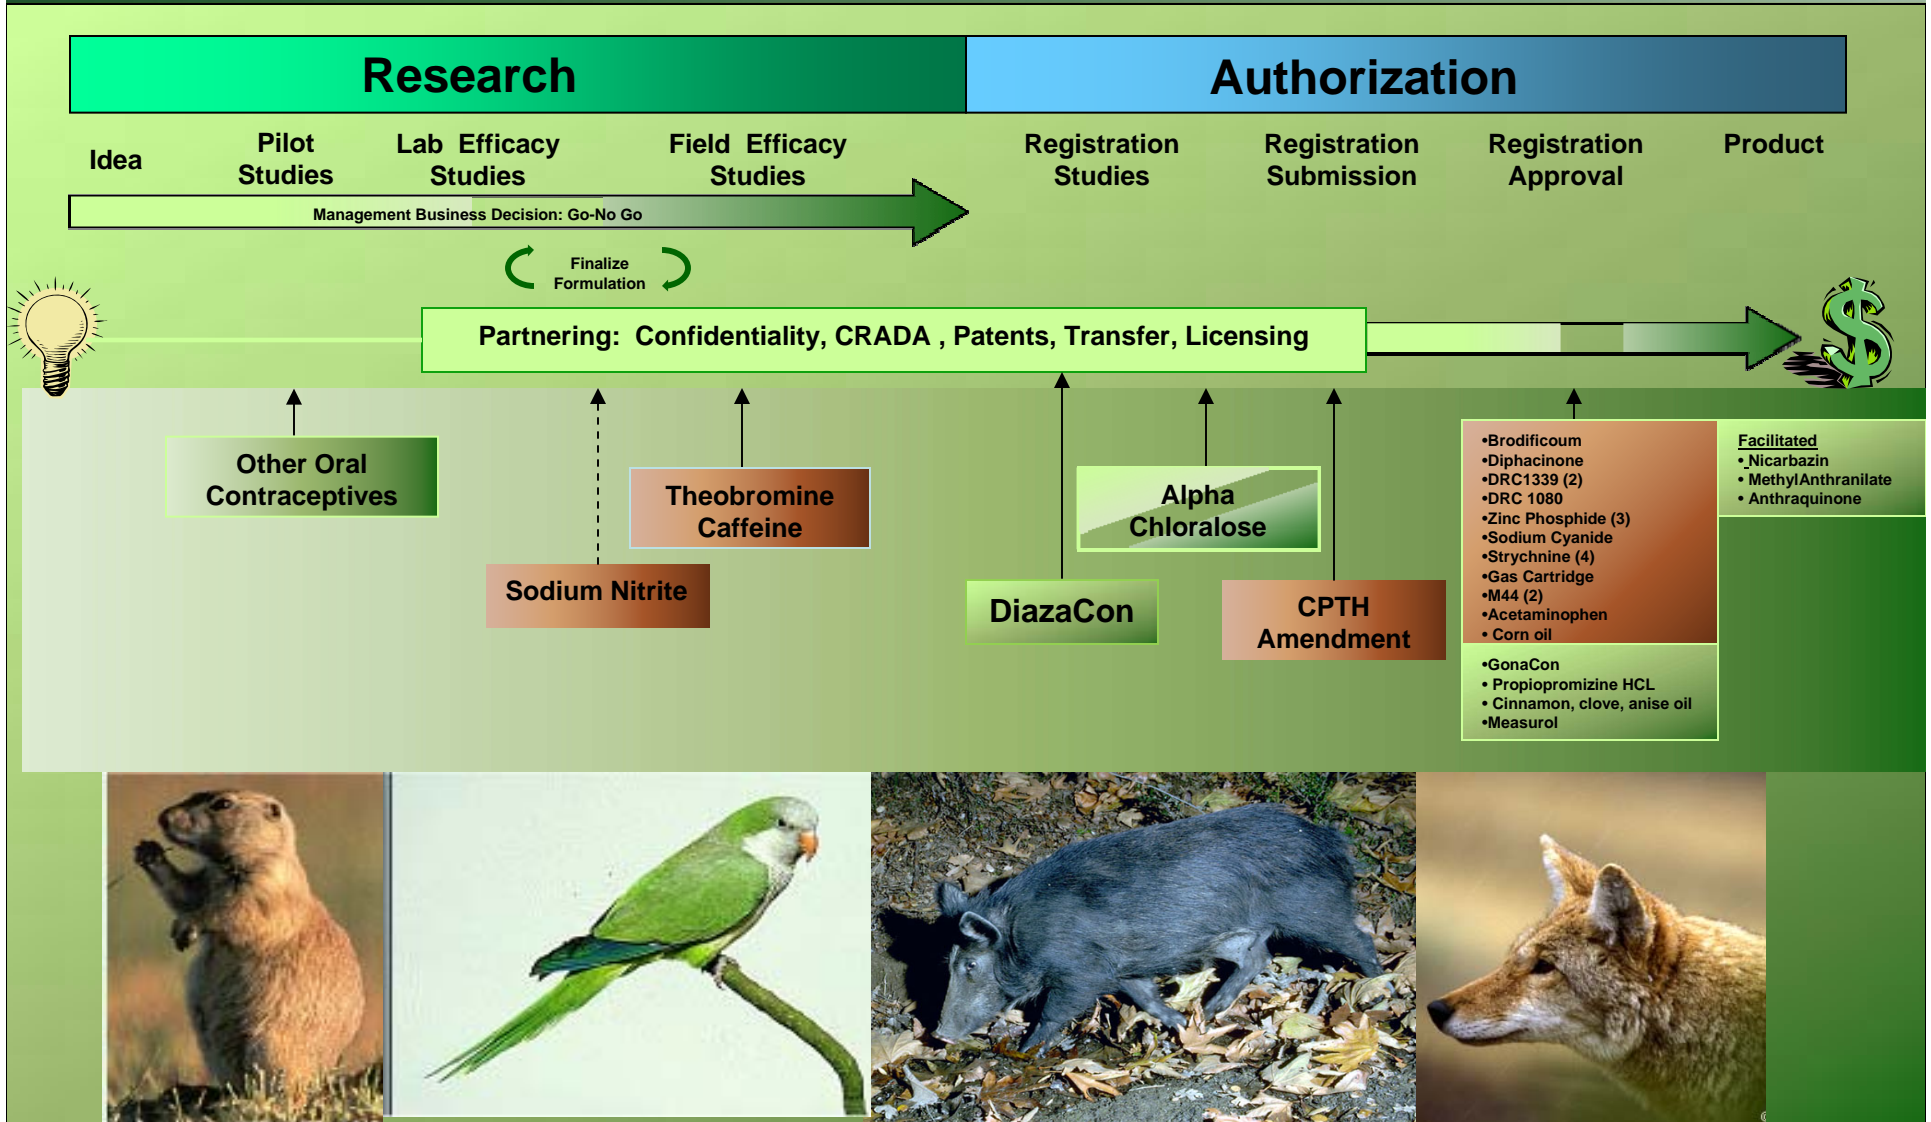 Research
Authorization
Idea
Pilot
Studies
Lab Efficacy
Studies
Field Efficacy
Studies
Registration
Studies
Registration
Submission
Registration
Approval
Product
Management Business Decision: Go-No Go
Finalize
Formulation
Partnering: Confidentiality, CRADA , Patents, Transfer, Licensing
$
Other Oral
Contraceptives
Sodium Nitrite
Theobromine
Caffeine
DiazaCon
Alpha
Chloralose
CPTH
Amendment
•Brodificoum
•Diphacinone
•DRC1339 (2)
•DRC 1080
•Zinc Phosphide (3)
•Sodium Cyanide
•Strychnine (4)
•Gas Cartridge
•M44 (2)
•Acetaminophen
• Corn oil
•GonaCon
• Propiopromizine HCL
• Cinnamon, clove, anise oil
•Measurol
Facilitated
• Nicarbazin
• MethylAnthranilate
• Anthraquinone
©